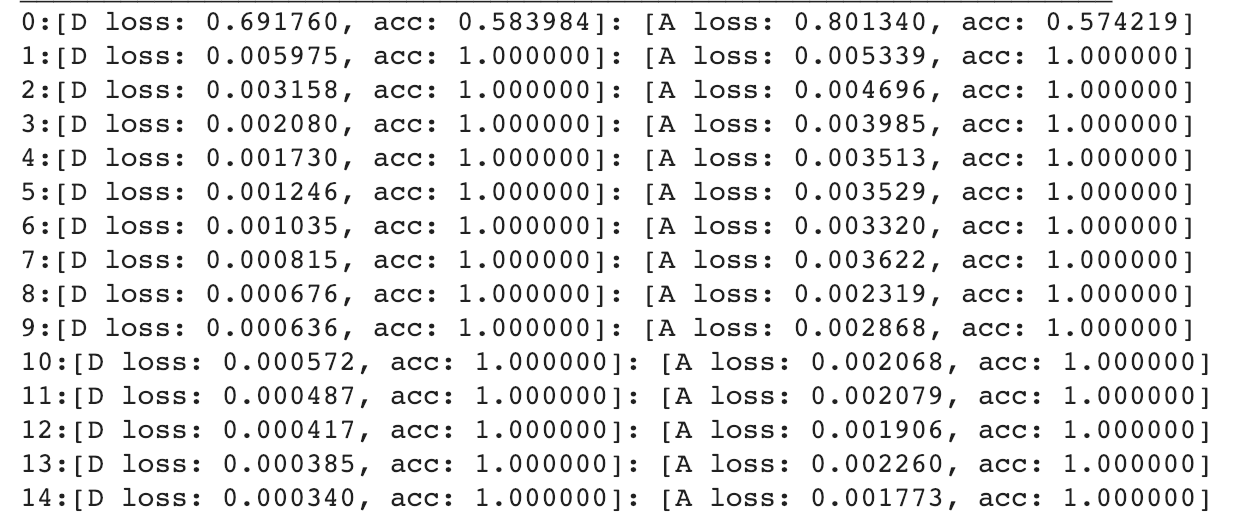 0:[D loss: 0.691760, acc: 0.583984]: [A loss: 0.801340, acc: 0.574219]
1:[D loss: 0.005975, acc: 1.000000]: [A loss: 0.005339, acc: 1.000000]
2:[D loss: 0.003158, acc: 1.000000]: [A loss: 0.004696, acc: 1.000000]
3:[D loss: 0.002080, acc: 1.000000]: [A loss: 0.003985, acc: 1.000000]
4:[D loss: 0.001730, acc: 1.000000]: [A loss: 0.003513, acc: 1.000000]
5:[D loss: 0.001246, acc: 1.000000]: [A loss: 0.003529, acc: 1.000000]
6:[D loss: 0.001035, acc: 1.000000]: [A loss: 0.003320, acc: 1.000000]
7:[D loss: 0.000815, acc: 1.000000]: [A loss: 0.003622, acc: 1.000000]
8:[D loss: 0.000676, acc: 1.000000]: [A loss: 0.002319, acc: 1.000000]
9:[D loss: 0.000636, acc: 1.000000]: [A loss: 0.002868, acc: 1.000000]
10:[D loss: 0.000572, acc: 1.000000]: [A loss: 0.002068, acc: 1.000000]
11:[D loss: 0.000487, acc: 1.000000]: [A loss: 0.002079, acc: 1.000000]
12:[D loss: 0.000417, acc: 1.000000]: [A loss: 0.001906, acc: 1.000000]
13:[D loss: 0.000385, acc: 1.000000]: [A loss: 0.002260, acc: 1.000000]
14:[D loss: 0.000340, acc: 1.000000]: [A loss: 0.001773, acc: 1.000000]